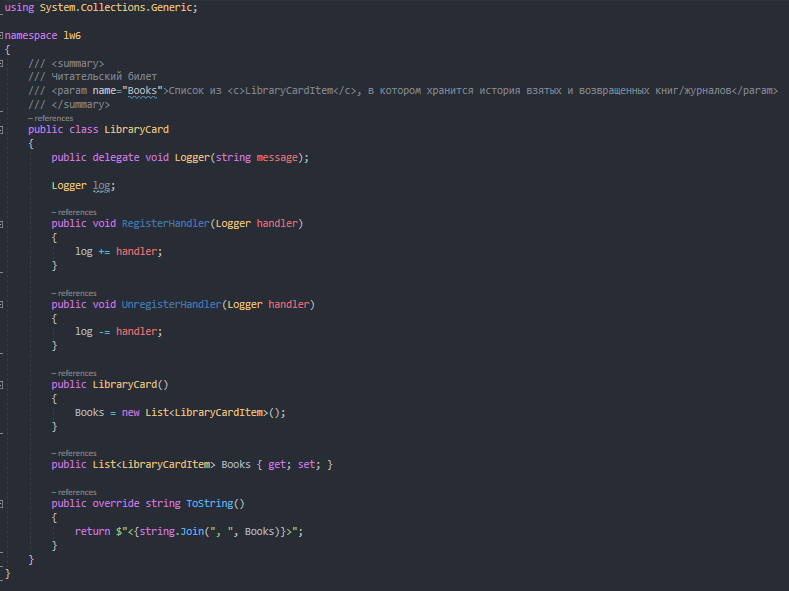 using System.Collections.Generic;
namespace lw6
{
/// <summary>
/// Читательский билет
/// <param name="Books">Список из <c>LibraryCardItem</c>, в котором хранится история взятых и возвращенных книг/журналов</param>
/// </summary>
– references
public class LibraryCard
{
public delegate void Logger(string message);
Logger log;
– references
public void RegisterHandler(Logger handler)
{
log += handler;
}
– references
public void UnregisterHandler(Logger handler)
{
log -= handler;
}
– references
public LibraryCard()
{
Books = new List<LibraryCardItem>();
}
– references
public List<LibraryCardItem> Books { get; set; }
– references
public override string ToString()
{
return $"<{string.Join(", ", Books)}>";
}
}
}